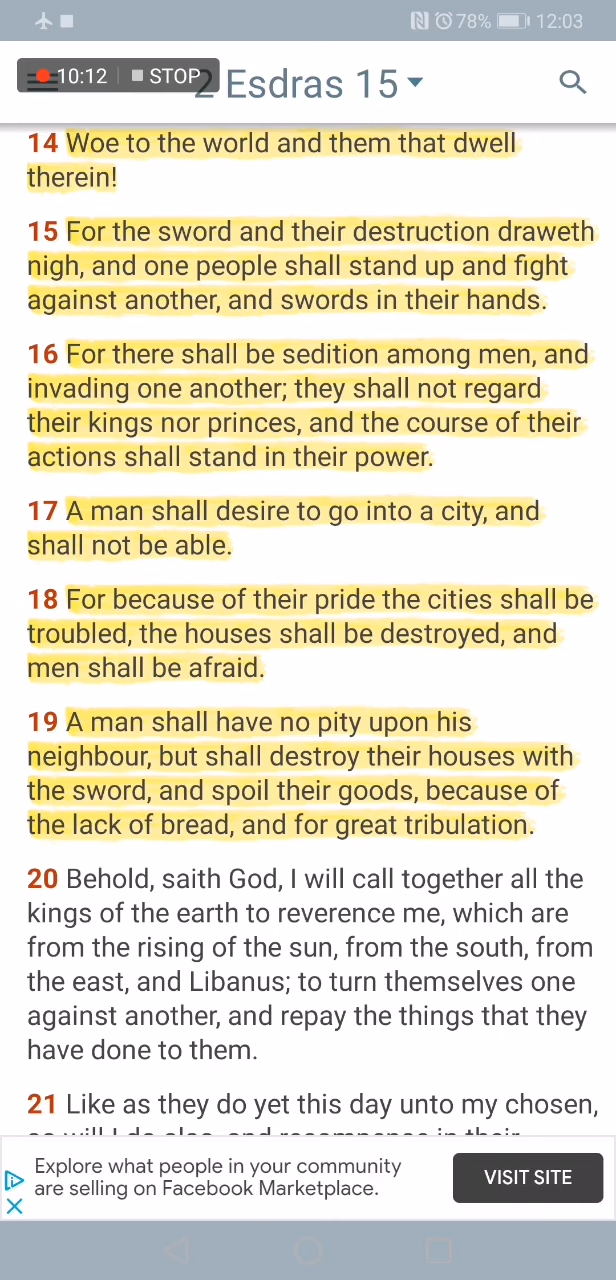 78% 12:03
10:12 STOP
2 Esdras 15
14 Woe to the world and them that dwell
therein!
15 For the sword and their destruction draweth
nigh, and one people shall stand up and fight
against another, and swords in their hands.
16 For there shall be sedition among men, and
invading one another; they shall not regard
their kings nor princes, and the course of their
actions shall stand in their power.
17 A man shall desire to go into a city, and
shall not be able.
18 For because of their pride the cities shall be
troubled, the houses shall be destroyed, and
men shall be afraid.
19 A man shall have no pity upon his
neighbour, but shall destroy their houses with
the sword, and spoil their goods, because of
the lack of bread, and for great tribulation.
20 Behold, saith God, I will call together all the
kings of the earth to reverence me, which are
from the rising of the sun, from the south, from
the east, and Libanus; to turn themselves one
against another, and repay the things that they
have done to them.
21 Like as they do yet this day unto my chosen,
Explore what people in your community
are selling on Facebook Marketplace.
VISIT SITE